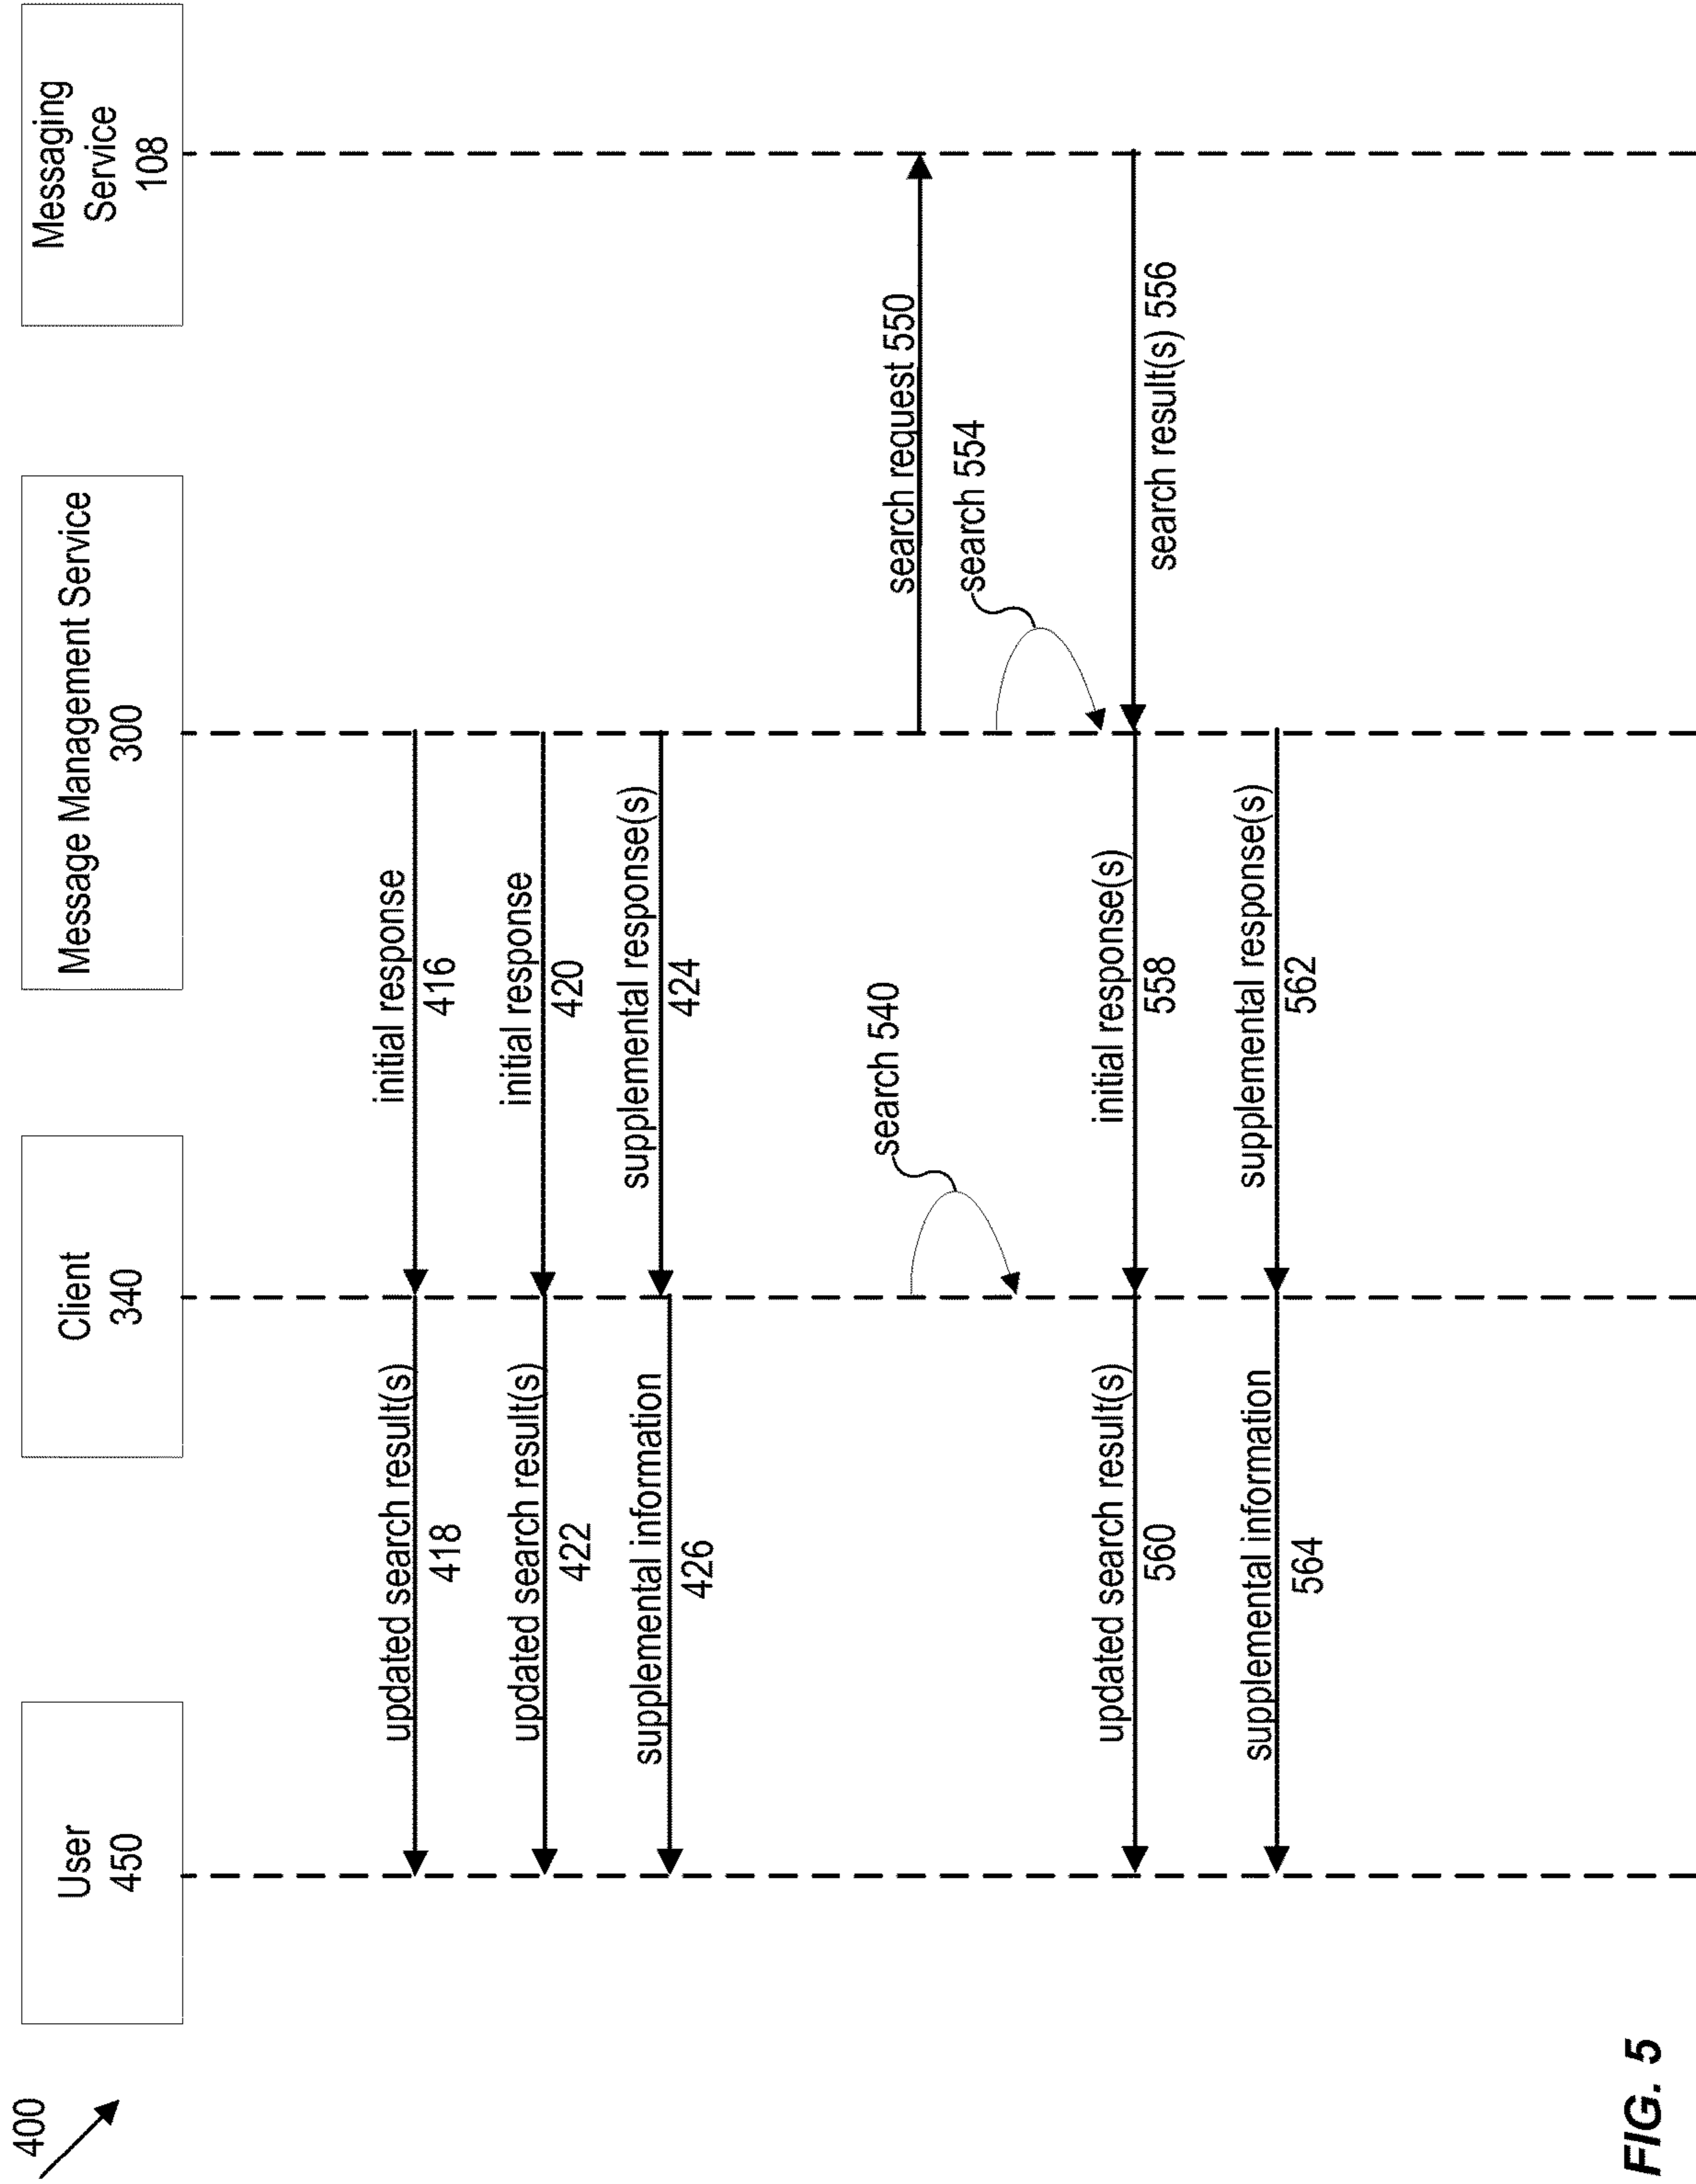 400
User
450
Client
340
Message Management Service
300
Messaging
Service
108
updated search result(s)
418
initial response
416
updated search result(s)
422
initial response
420
supplemental information
426
supplemental response(s)
424
search 540
search request 550
search 554
updated search result(s)
560
initial response(s)
558
search result(s) 556
supplemental information
564
supplemental response(s)
562
FIG. 5